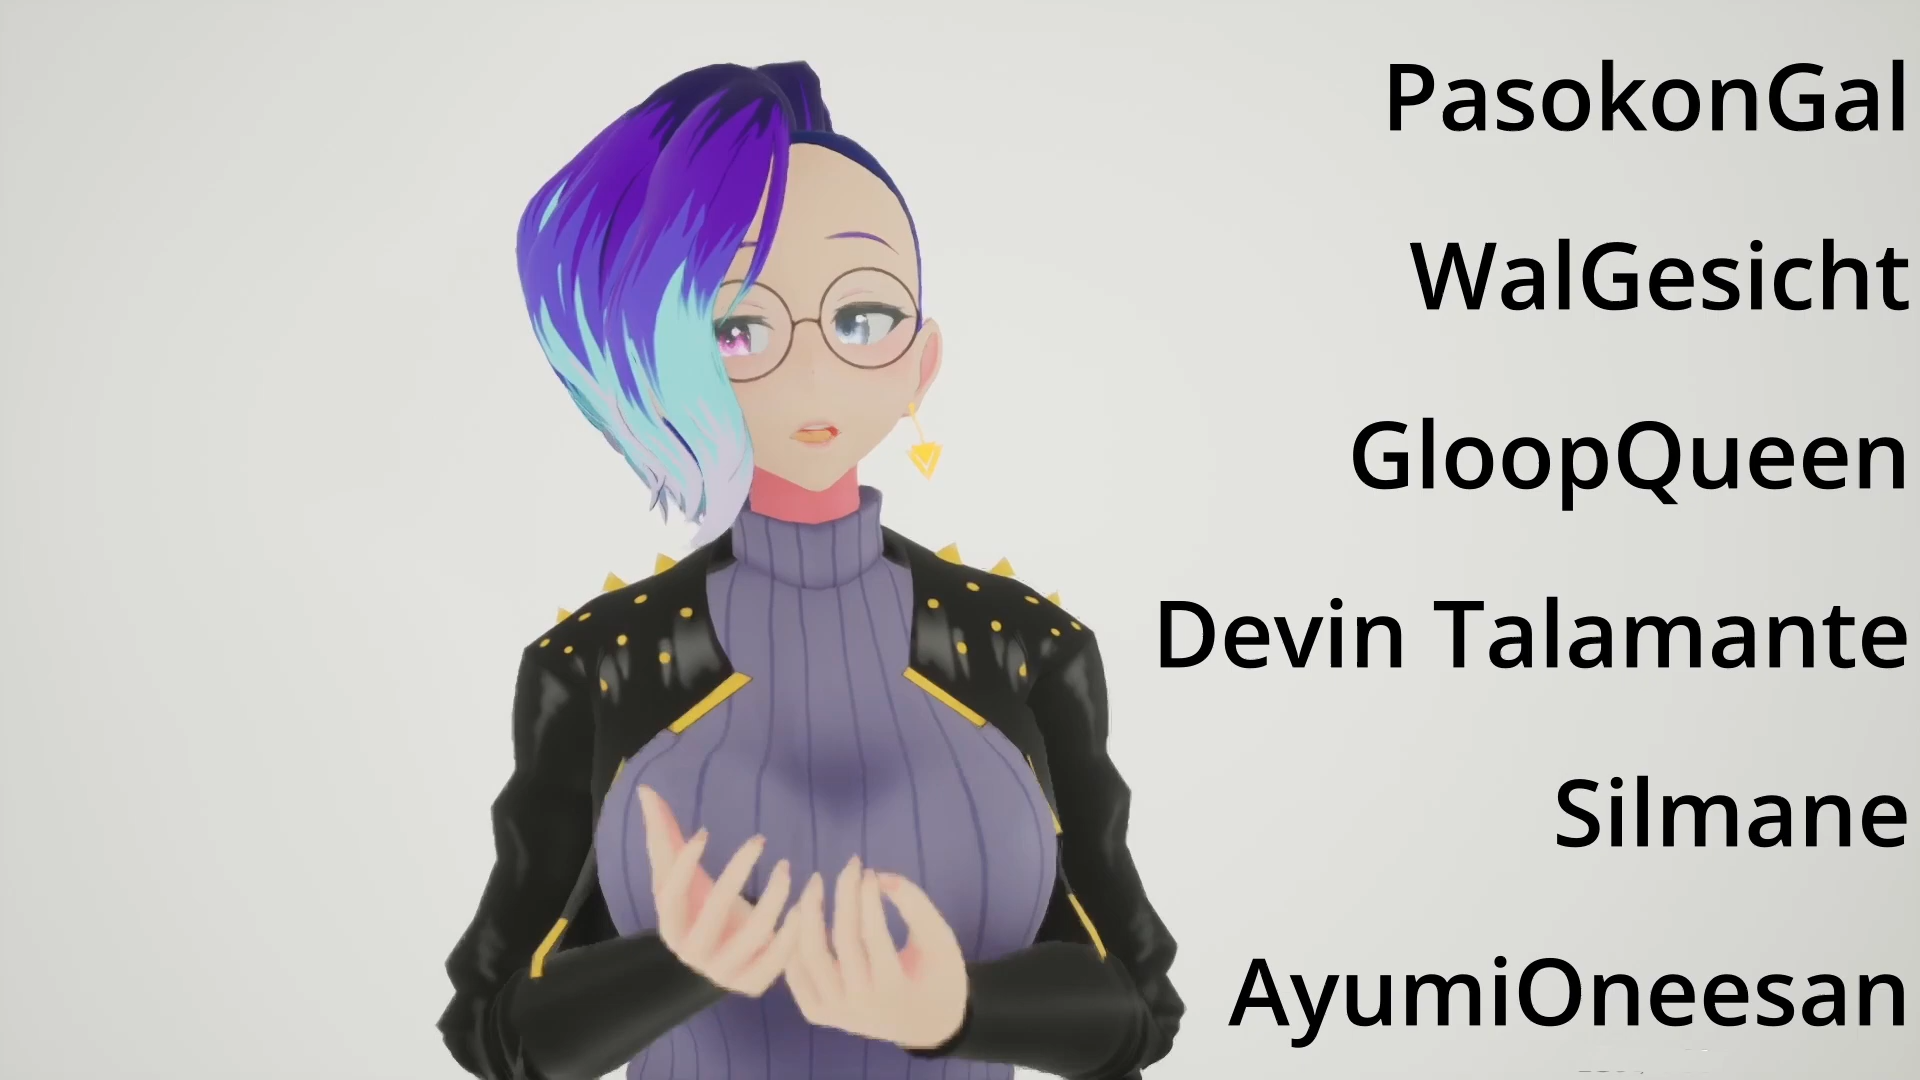 PasokonGal
WalGesicht
GloopQueen
Devin Talamante
Silmane
AyumiOneesan